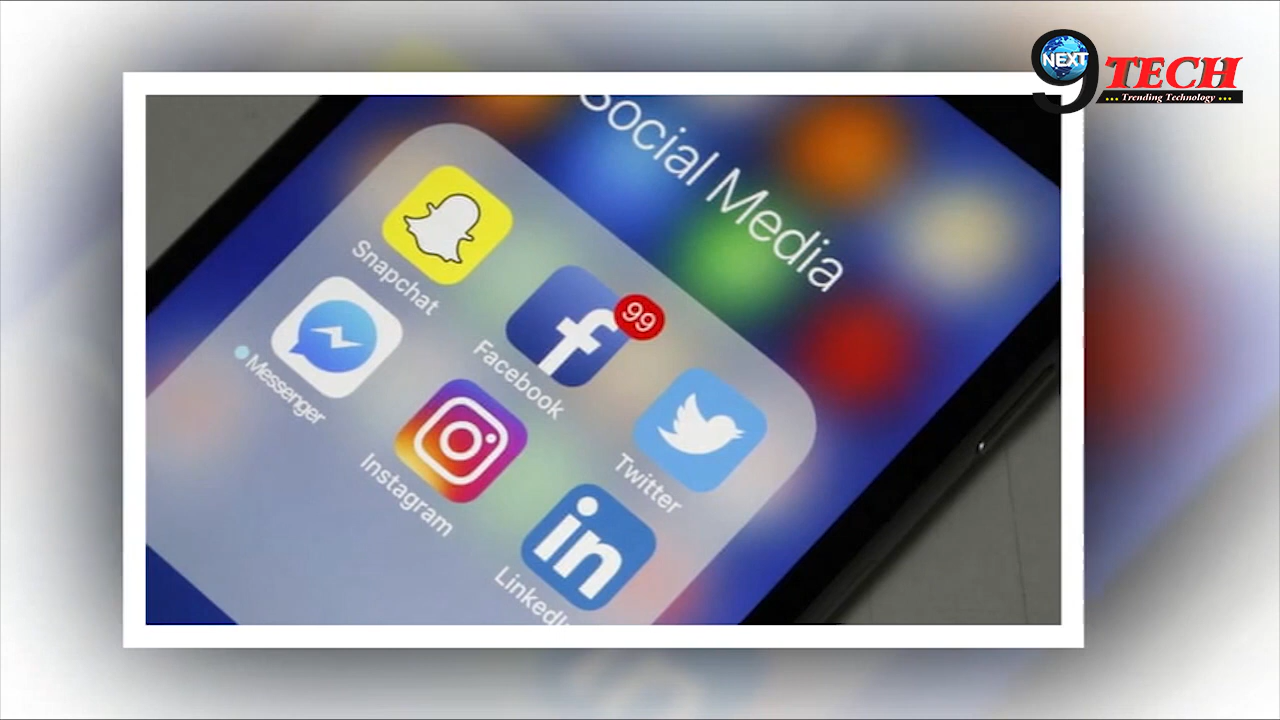 NEXT
9 TECH
... Trending Technology ...
Social Media
Snapchat
Facebook
99
Twitter
Messenger
Instagram
in